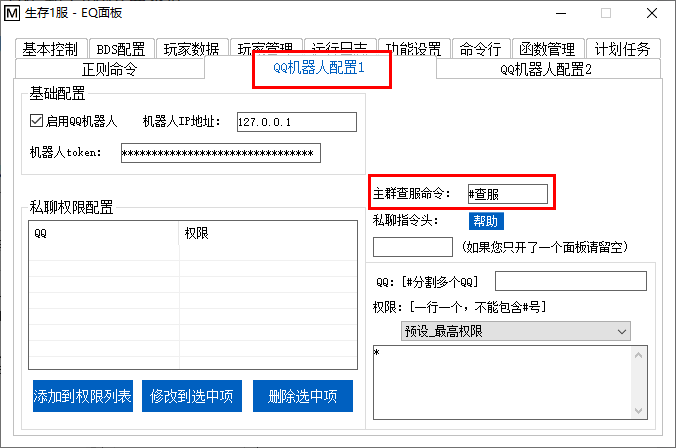 M 生存1服 - EQ面板
基本控制 BDS配置 玩家数据 玩家管理 运行日志 功能设置 命令行 函数管理 计划任务
正则命令 QQ机器人配置1 QQ机器人配置2
基础配置
启用QQ机器人 机器人IP地址: 127.0.0.1
机器人token: ********************************
主群查服命令: #查服
私聊权限配置
私聊指令头: 帮助
QQ 权限
(如果您只开了一个面板请留空)
QQ:[#分割多个QQ]
权限:[一行一个,不能包含#号]
预设_最高权限
*
添加到权限列表 修改到选中项 删除选中项